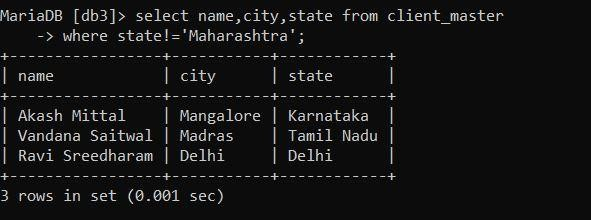 MariaDB [db3]> select name,city,state from client_master
    -> where state!='Maharashtra';
+-----------------+-----------+------------+
| name            | city      | state      |
+-----------------+-----------+------------+
| Akash Mittal    | Mangalore | Karnataka  |
| Vandana Saitwal | Madras    | Tamil Nadu |
| Ravi Sreedharam | Delhi     | Delhi      |
+-----------------+-----------+------------+
3 rows in set (0.001 sec)